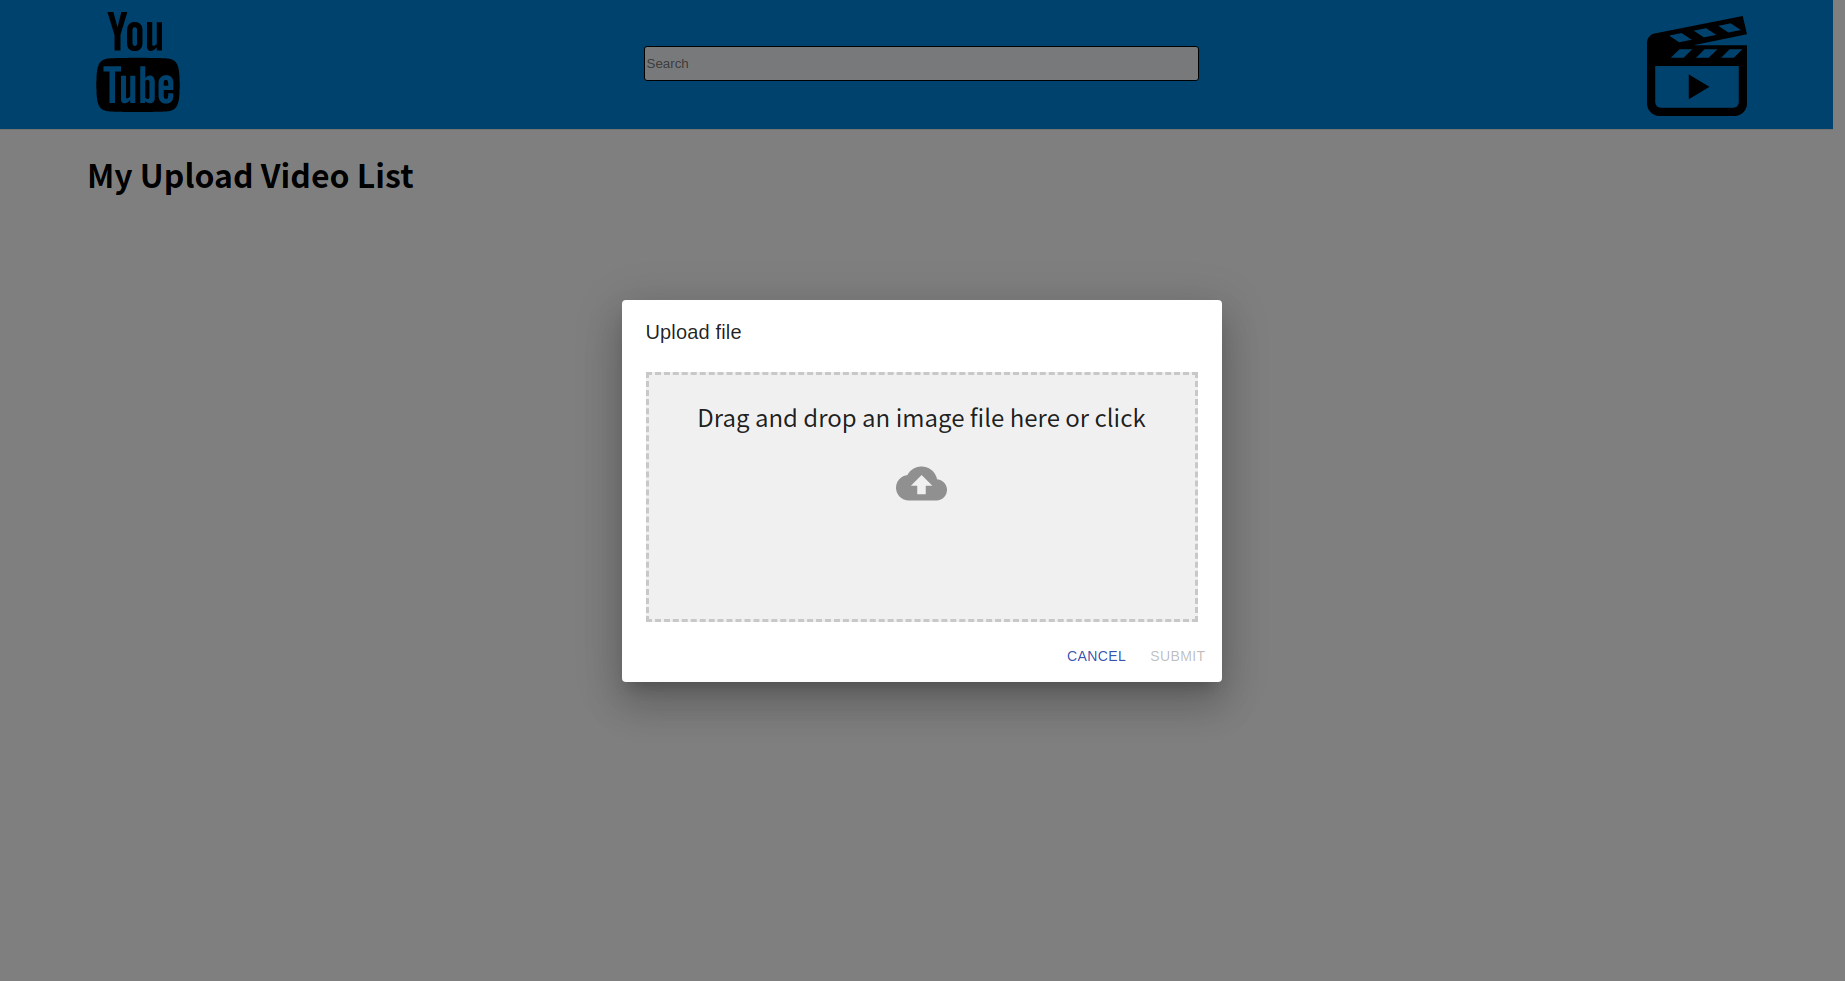 You
Tube
Search
My Upload Video List
Upload file
Drag and drop an image file here or click
CANCEL SUBMIT